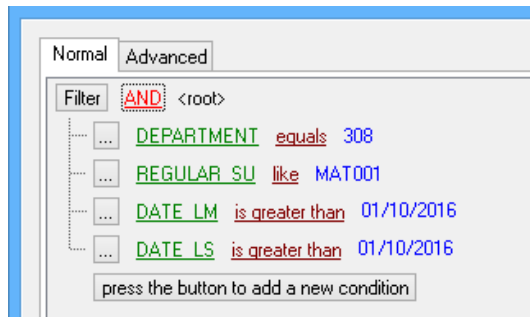 Normal Advanced
Filter AND <root>
... DEPARTMENT equals 308
... REGULAR_SU like MAT001
... DATE_LM is greater than 01/10/2016
... DATE_LS is greater than 01/10/2016
press the button to add a new condition